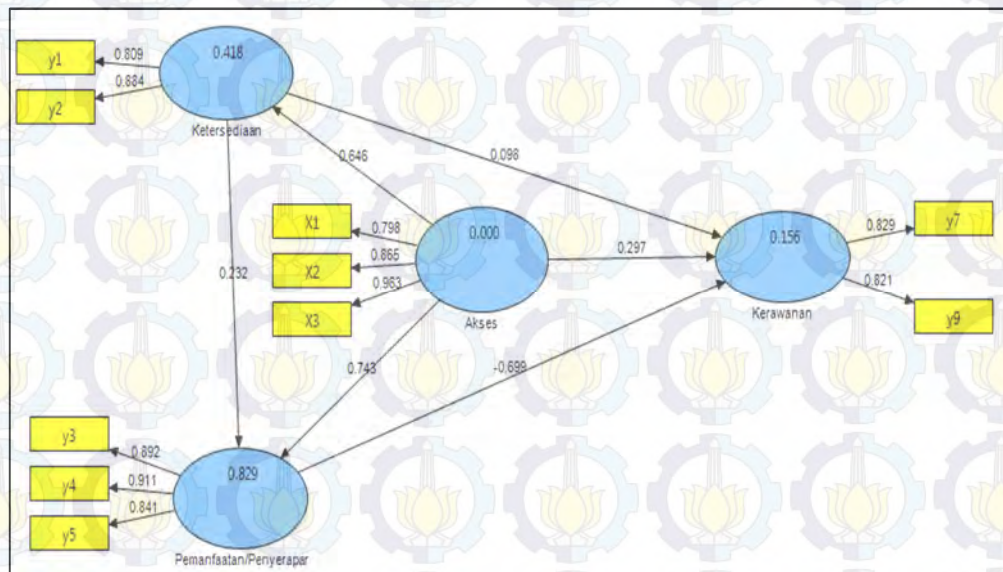 y1
0.809
y2
0.884
0.418
Ketersediaan
0.646
0.098
X1
0.798
X2
0.865
X3
0.963
0.000
Akses
0.297
0.156
Kerawanan
y7
0.829
y9
0.821
0.232
0.743
-0.699
y3
0.892
y4
0.911
y5
0.841
0.829
Pemanfaatan/Penyerapar